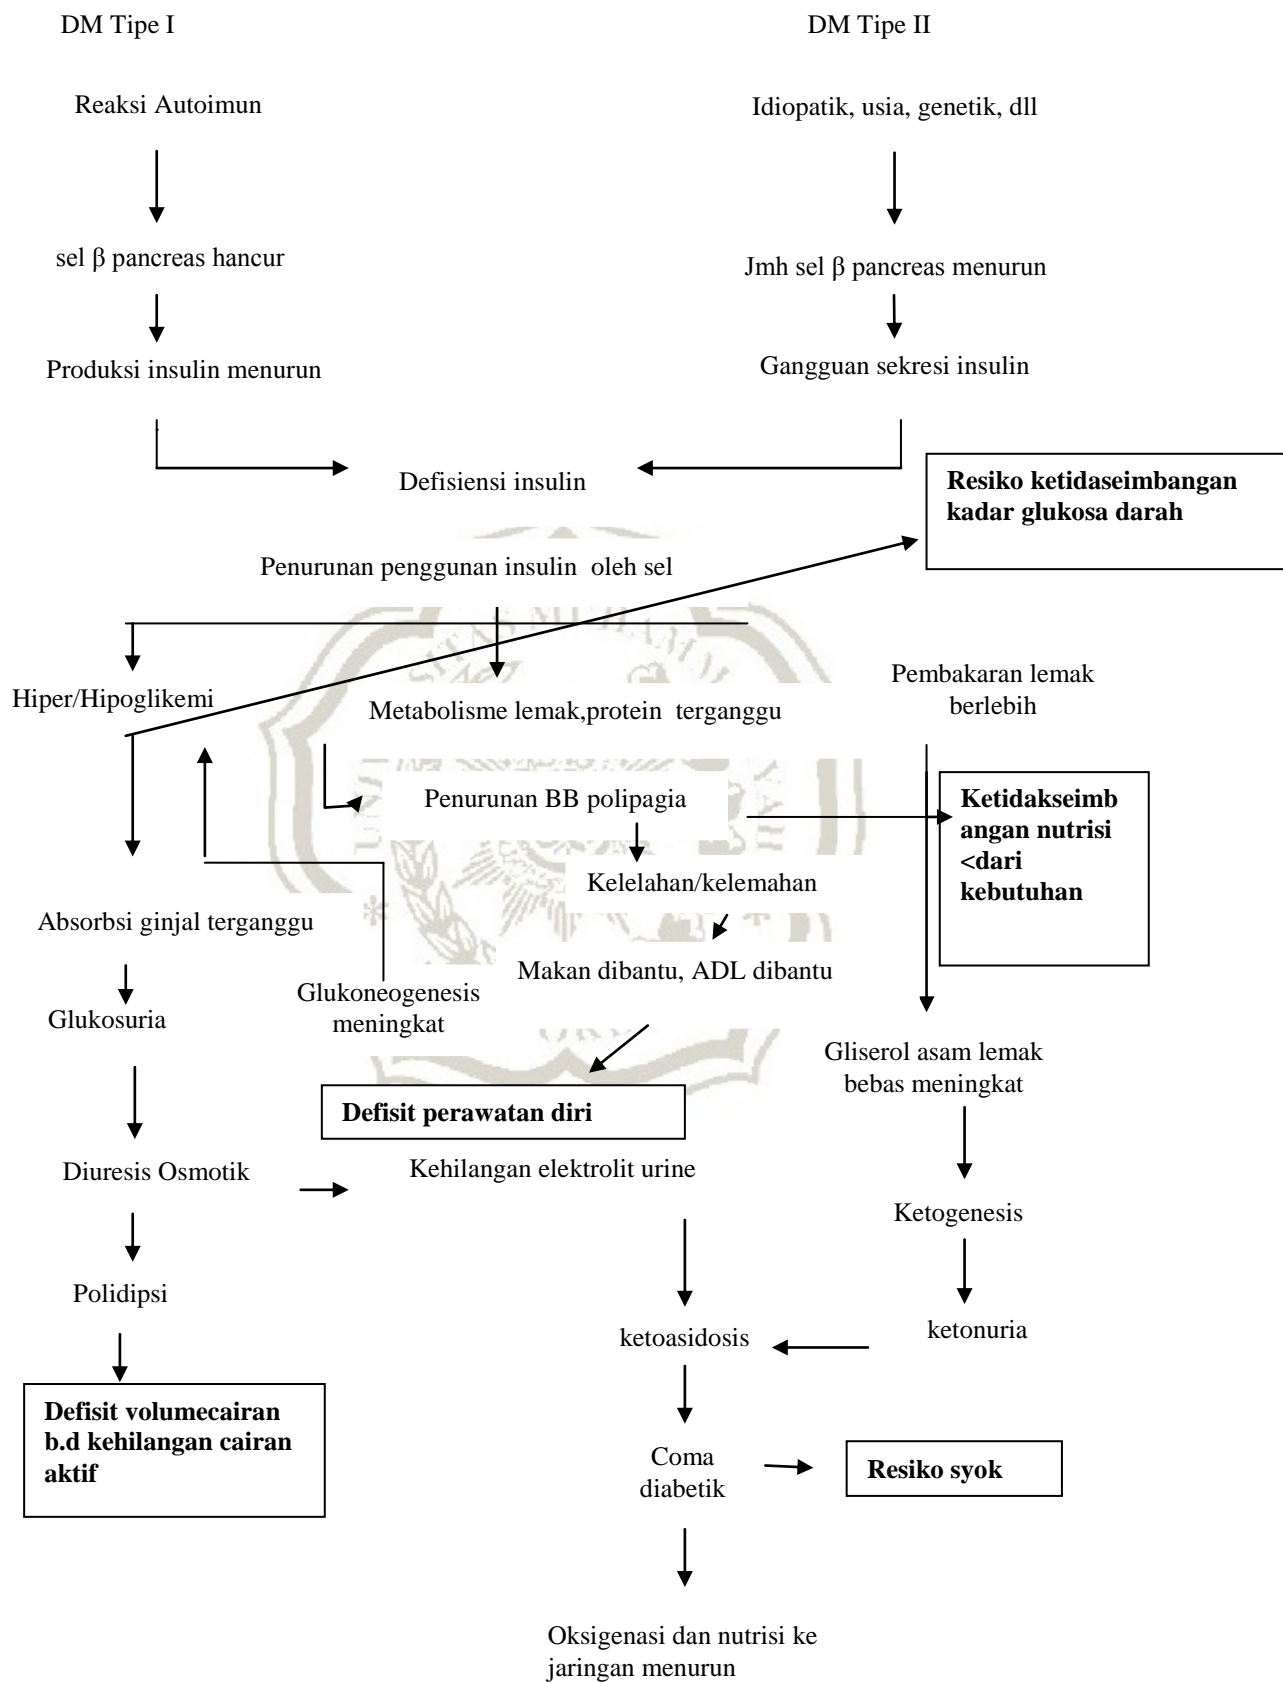 DM Tipe I
DM Tipe II
Reaksi Autoimun
Idiopatik, usia, genetik, dll
sel β pancreas hancur
Jmh sel β pancreas menurun
Produksi insulin menurun
Gangguan sekresi insulin
Defisiensi insulin
Resiko ketidaseimbangan
kadar glukosa darah
Penurunan penggunan insulin oleh sel
Hiper/Hipoglikemi
Metabolisme lemak,protein terganggu
Pembakaran lemak
berlebih
Penurunan BB polipagia
Ketidakseimb
angan nutrisi
<dari
kebutuhan
Kelelahan/kelemahan
Absorbsi ginjal terganggu
Makan dibantu, ADL dibantu
Glukosuria
Glukoneogenesis
meningkat
Gliserol asam lemak
bebas meningkat
Defisit perawatan diri
Diuresis Osmotik
Kehilangan elektrolit urine
Ketogenesis
Polidipsi
ketoasidosis
ketonuria
Defisit volumecairan
b.d kehilangan cairan
aktif
Coma
diabetik
Resiko syok
Oksigenasi dan nutrisi ke
jaringan menurun